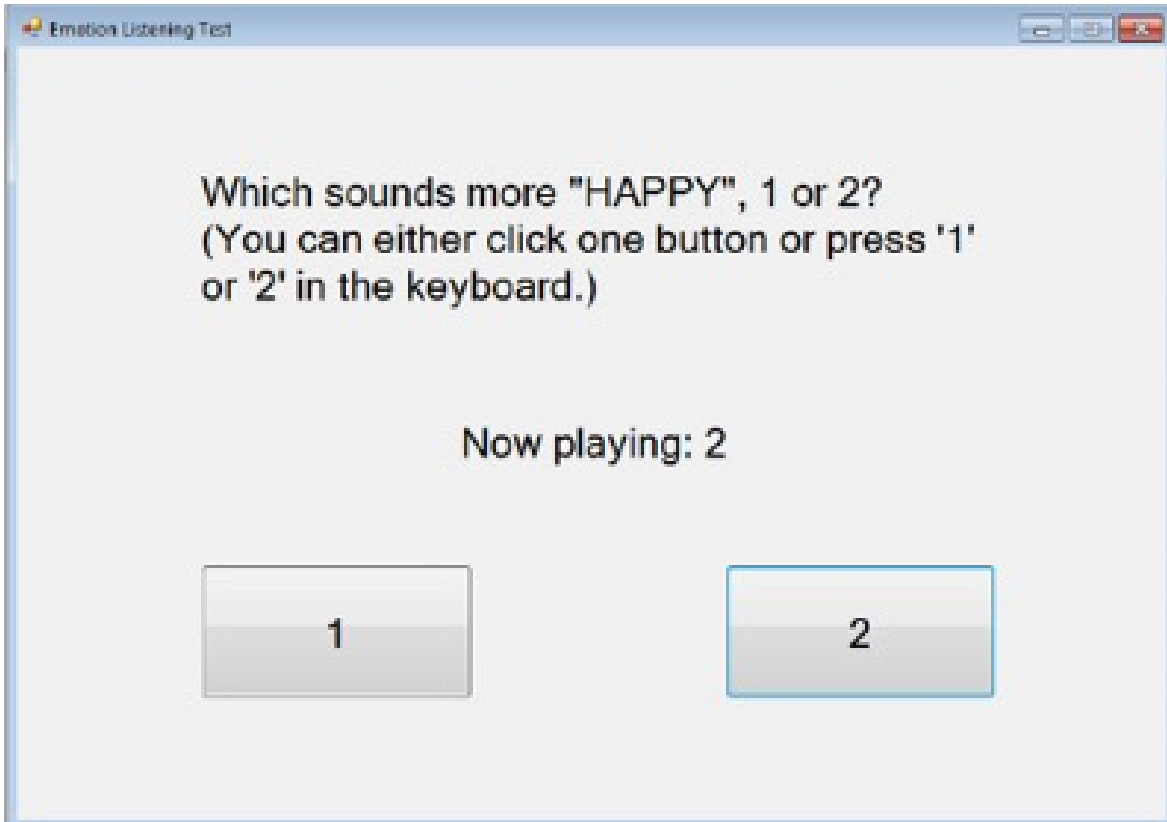 Emotion Listening Test
Which sounds more "HAPPY", 1 or 2?
(You can either click one button or press '1'
or '2' in the keyboard.)
Now playing: 2
1
2